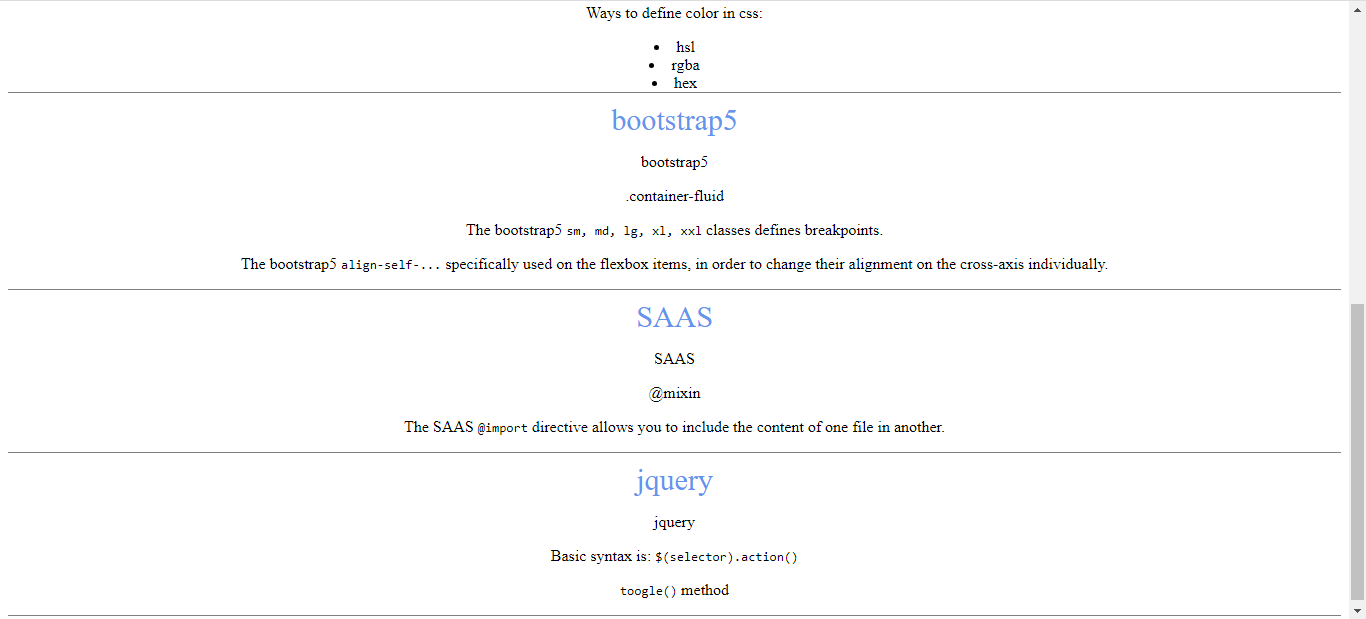 Ways to define color in css:
hsl
rgba
hex
bootstrap5
bootstrap5
.container-fluid
The bootstrap5 sm, md, lg, xl, xxl classes defines breakpoints.
The bootstrap5 align-self-... specifically used on the flexbox items, in order to change their alignment on the cross-axis individually.
SAAS
SAAS
@mixin
The SAAS @import directive allows you to include the content of one file in another.
jquery
jquery
Basic syntax is: $(selector).action()
toogle() method